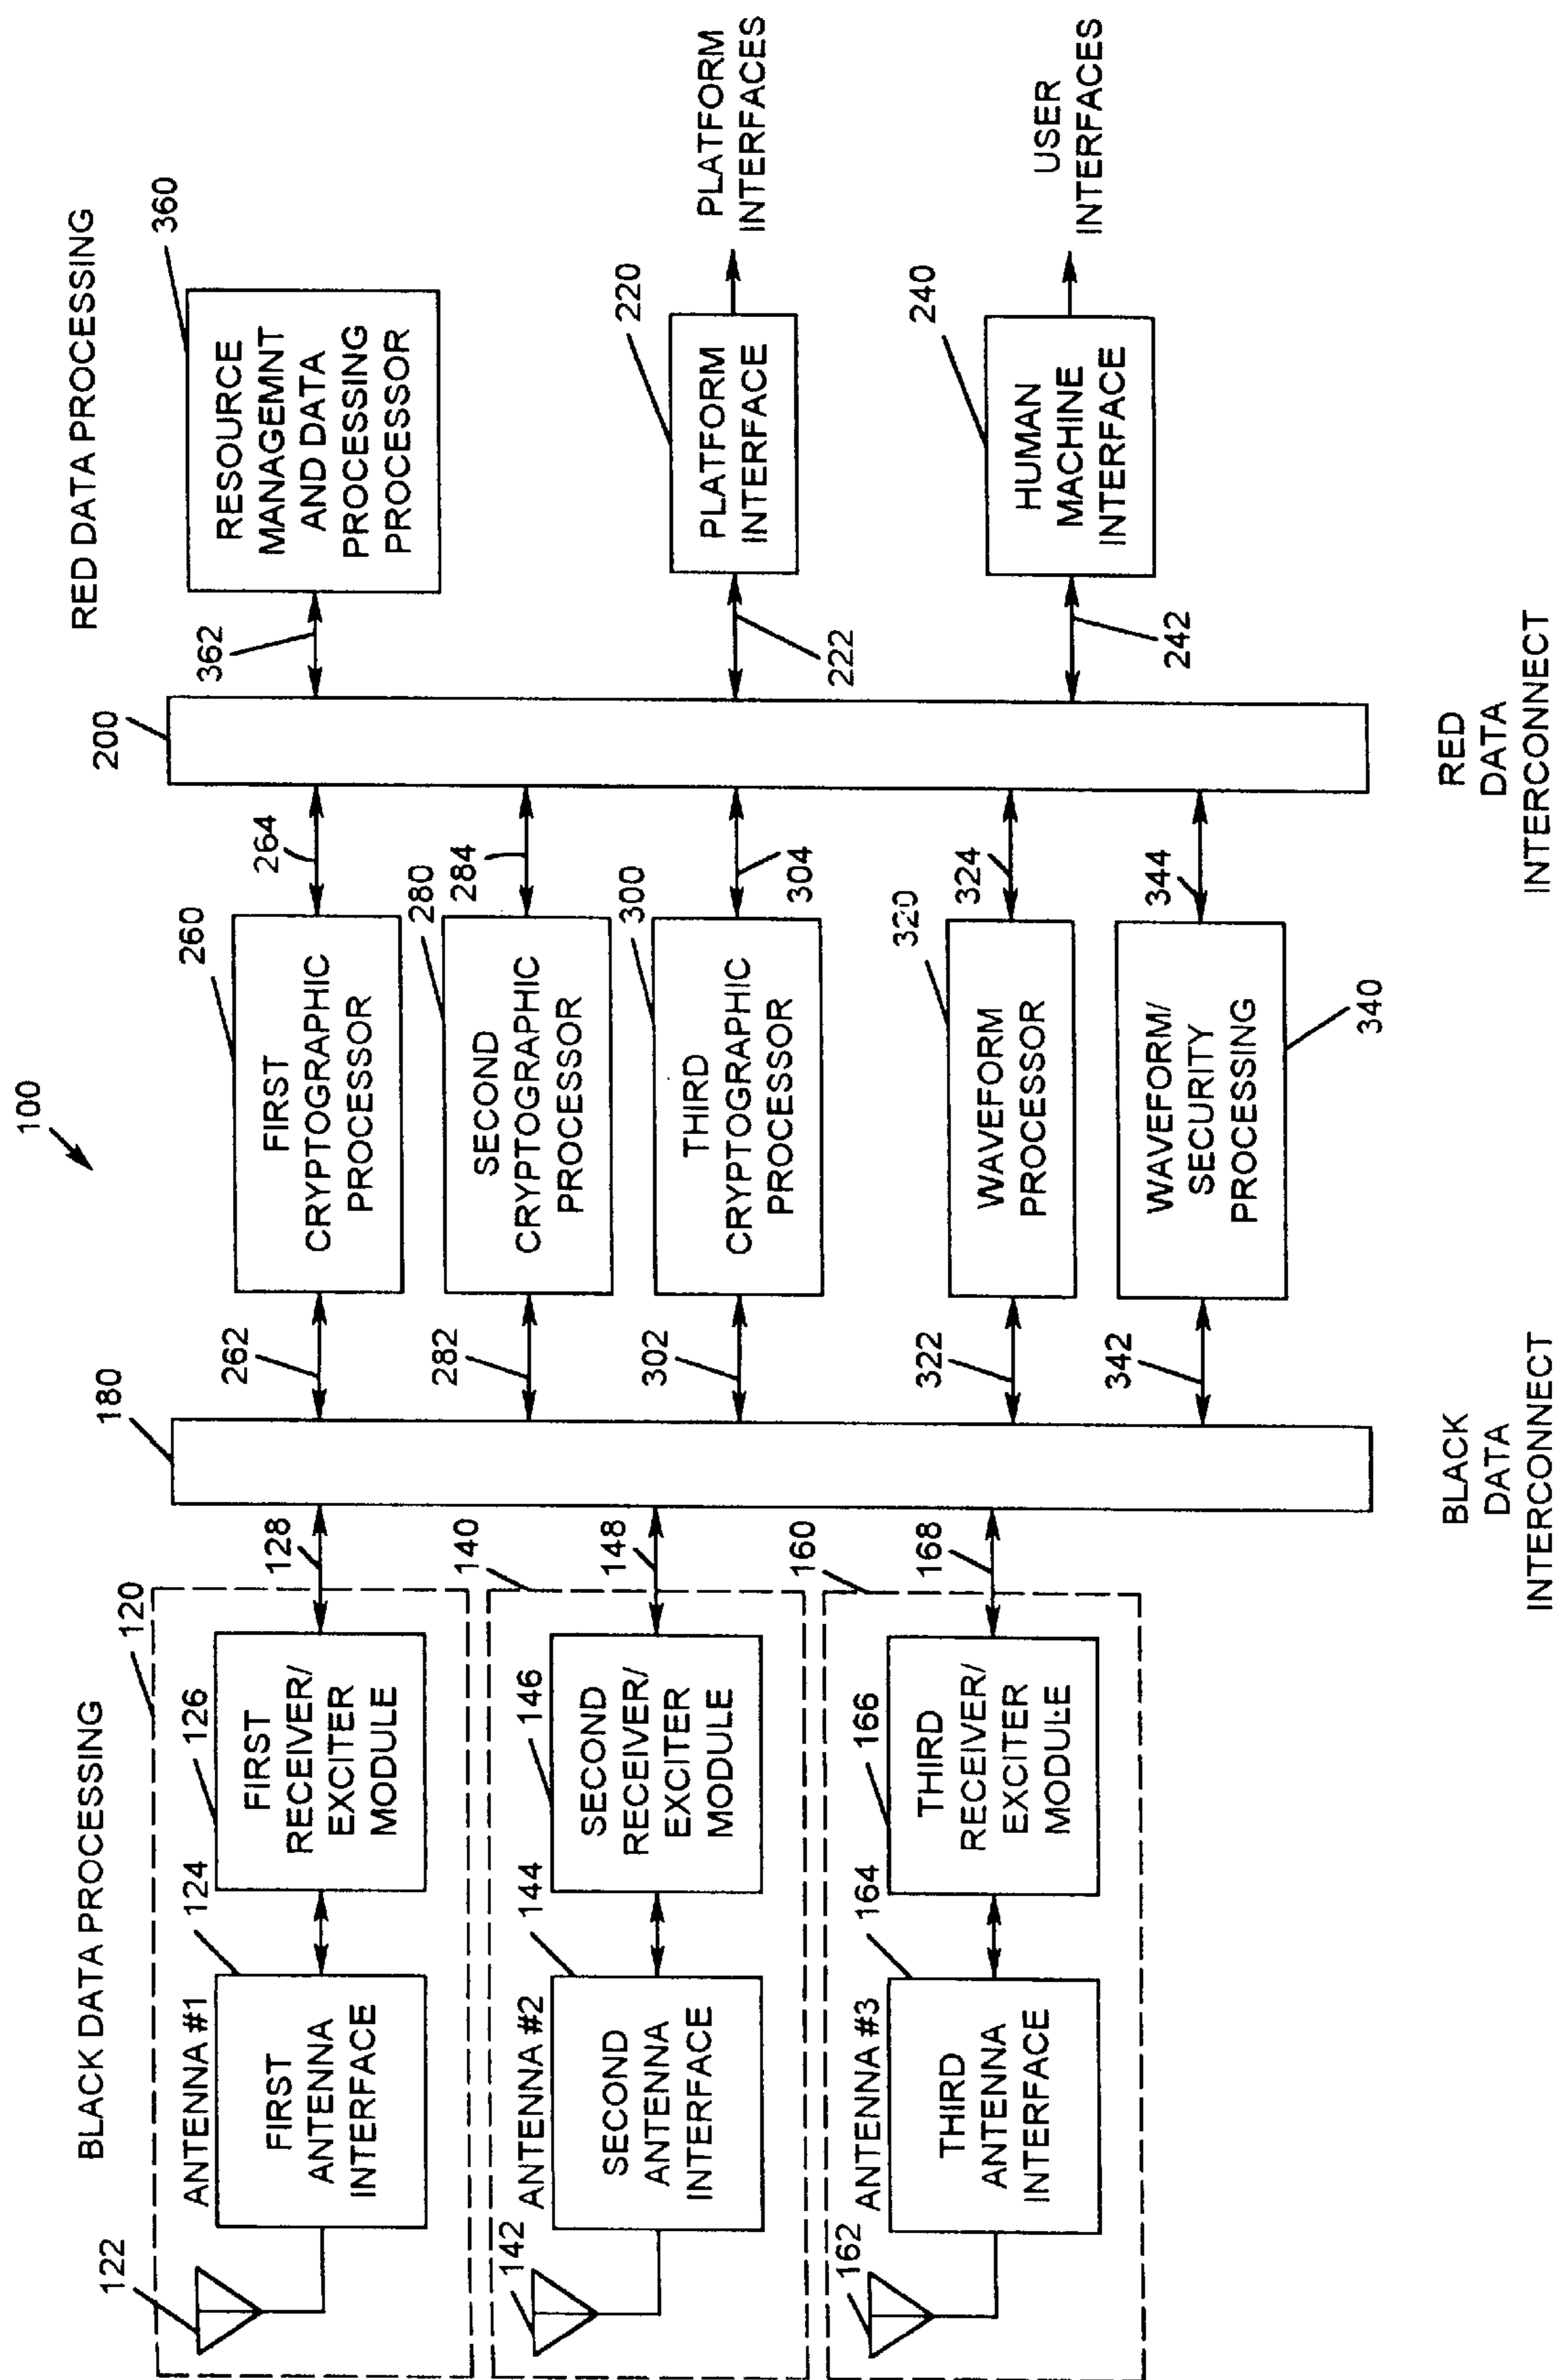 100
BLACK DATA PROCESSING
RED DATA PROCESSING
120
122
ANTENNA #1
124
126
FIRST
ANTENNA
INTERFACE
FIRST
RECEIVER/
EXCITER
MODULE
128
140
142
ANTENNA #2
144
146
SECOND
ANTENNA
INTERFACE
SECOND
RECEIVER/
EXCITER
MODULE
148
160
162
ANTENNA #3
164
166
THIRD
ANTENNA
INTERFACE
THIRD
RECEIVER/
EXCITER
MODULE
168
180
BLACK
DATA
INTERCONNECT
262
260
FIRST
CRYPTOGRAPHIC
PROCESSOR
264
282
280
SECOND
CRYPTOGRAPHIC
PROCESSOR
284
302
300
THIRD
CRYPTOGRAPHIC
PROCESSOR
304
322
320
WAVEFORM
PROCESSOR
324
342
WAVEFORM/
SECURITY
PROCESSING
344
340
200
RED
DATA
INTERCONNECT
362
360
RESOURCE
MANAGEMNT
AND DATA
PROCESSING
PROCESSOR
222
220
PLATFORM
INTERFACE
PLATFORM
INTERFACES
242
240
HUMAN
MACHINE
INTERFACE
USER
INTERFACES